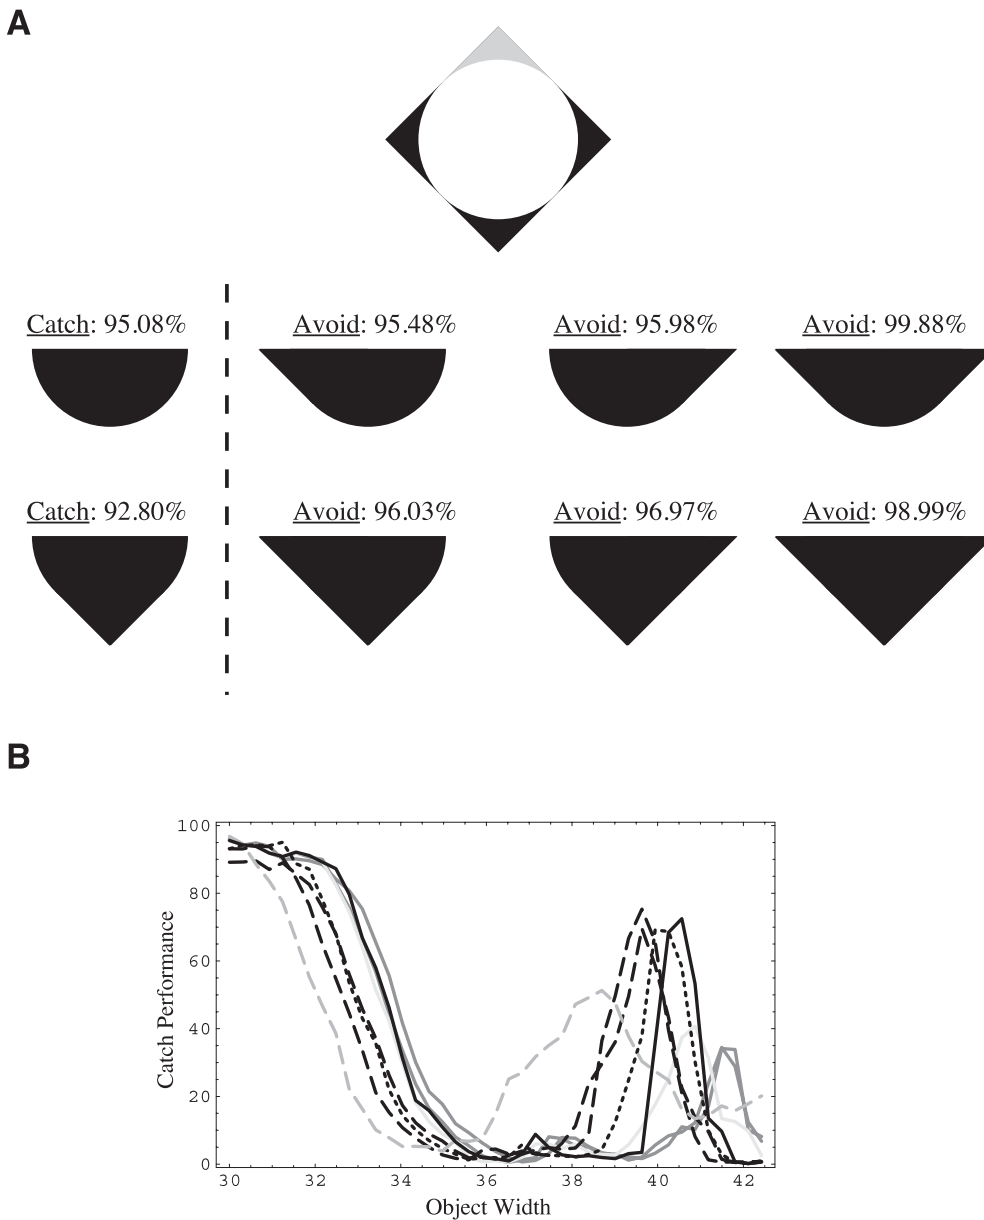 A
Catch: 95.08% Avoid: 95.48% Avoid: 95.98% Avoid: 99.88%
Catch: 92.80% Avoid: 96.03% Avoid: 96.97% Avoid: 98.99%
B
100
80
60
40
20
0
Catch Performance
30 32 34 36 38 40 42
Object Width